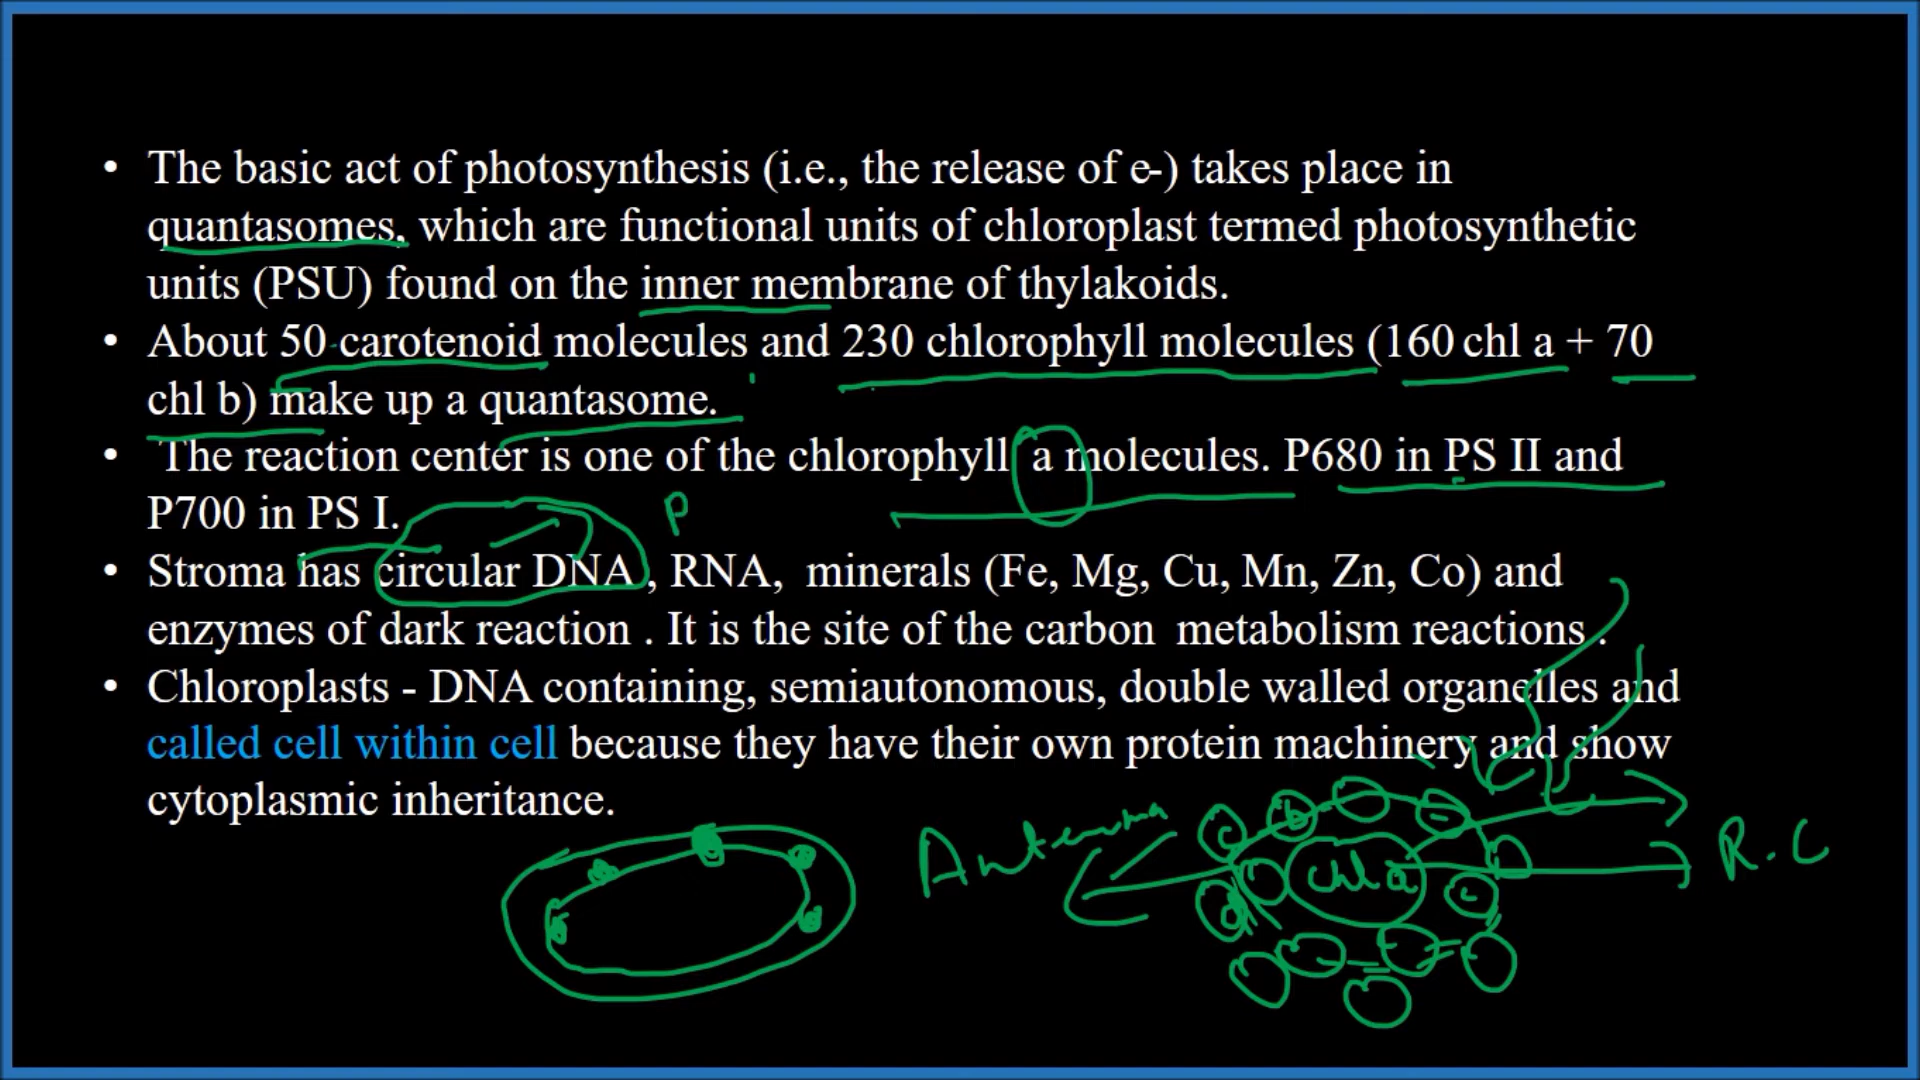 • The basic act of photosynthesis (i.e., the release of e-) takes place in
quantasomes, which are functional units of chloroplast termed photosynthetic
units (PSU) found on the inner membrane of thylakoids.
• About 50 carotenoid molecules and 230 chlorophyll molecules (160 chl a + 70
chl b) make up a quantasome.
• The reaction center is one of the chlorophyll a molecules. P680 in PS II and
P700 in PS I.
P
• Stroma has circular DNA , RNA, minerals (Fe, Mg, Cu, Mn, Zn, Co) and
enzymes of dark reaction . It is the site of the carbon metabolism reactions .
• Chloroplasts - DNA containing, semiautonomous, double walled organelles and
called cell within cell because they have their own protein machinery and show
cytoplasmic inheritance.
Antenna
c b
chl a
R.C